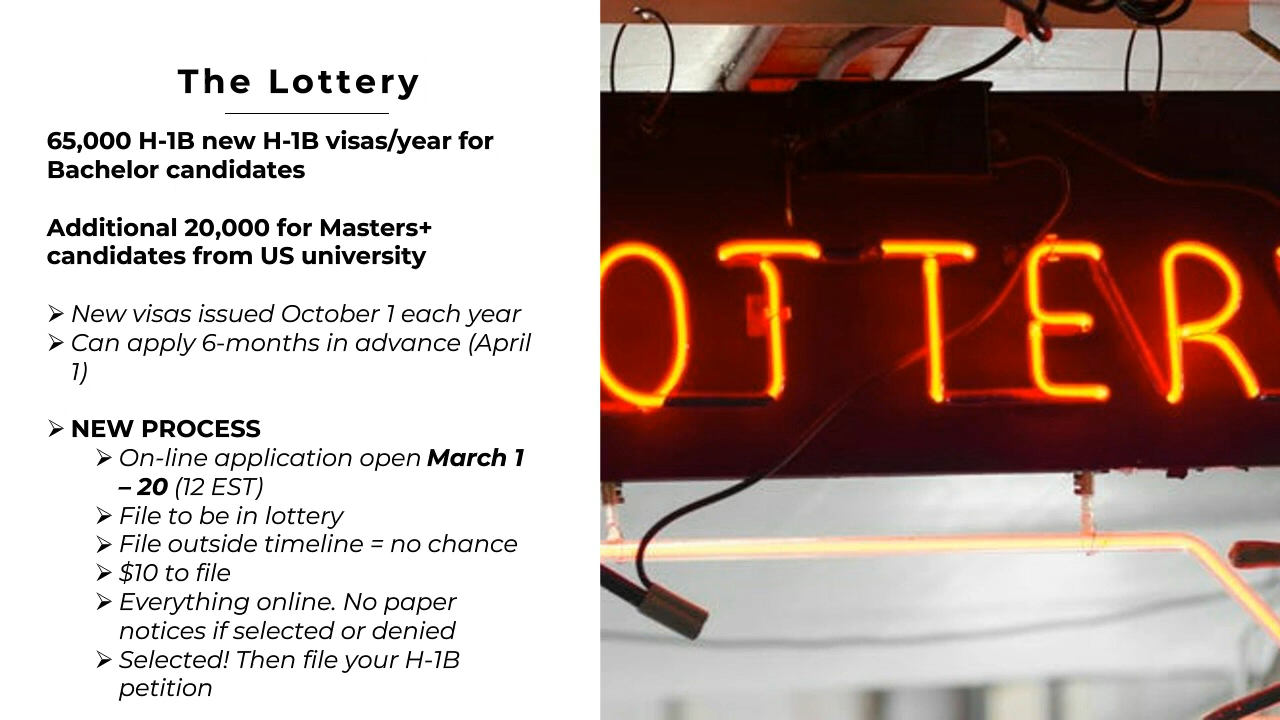 The Lottery
65,000 H-1B new H-1B visas/year for
Bachelor candidates
Additional 20,000 for Masters+
candidates from US university
➢ New visas issued October 1 each year
➢ Can apply 6-months in advance (April
1)
➢ NEW PROCESS
➢ On-line application open March 1
– 20 (12 EST)
➢ File to be in lottery
➢ File outside timeline = no chance
➢ $10 to file
➢ Everything online. No paper
notices if selected or denied
➢ Selected! Then file your H-1B
petition
OTTER